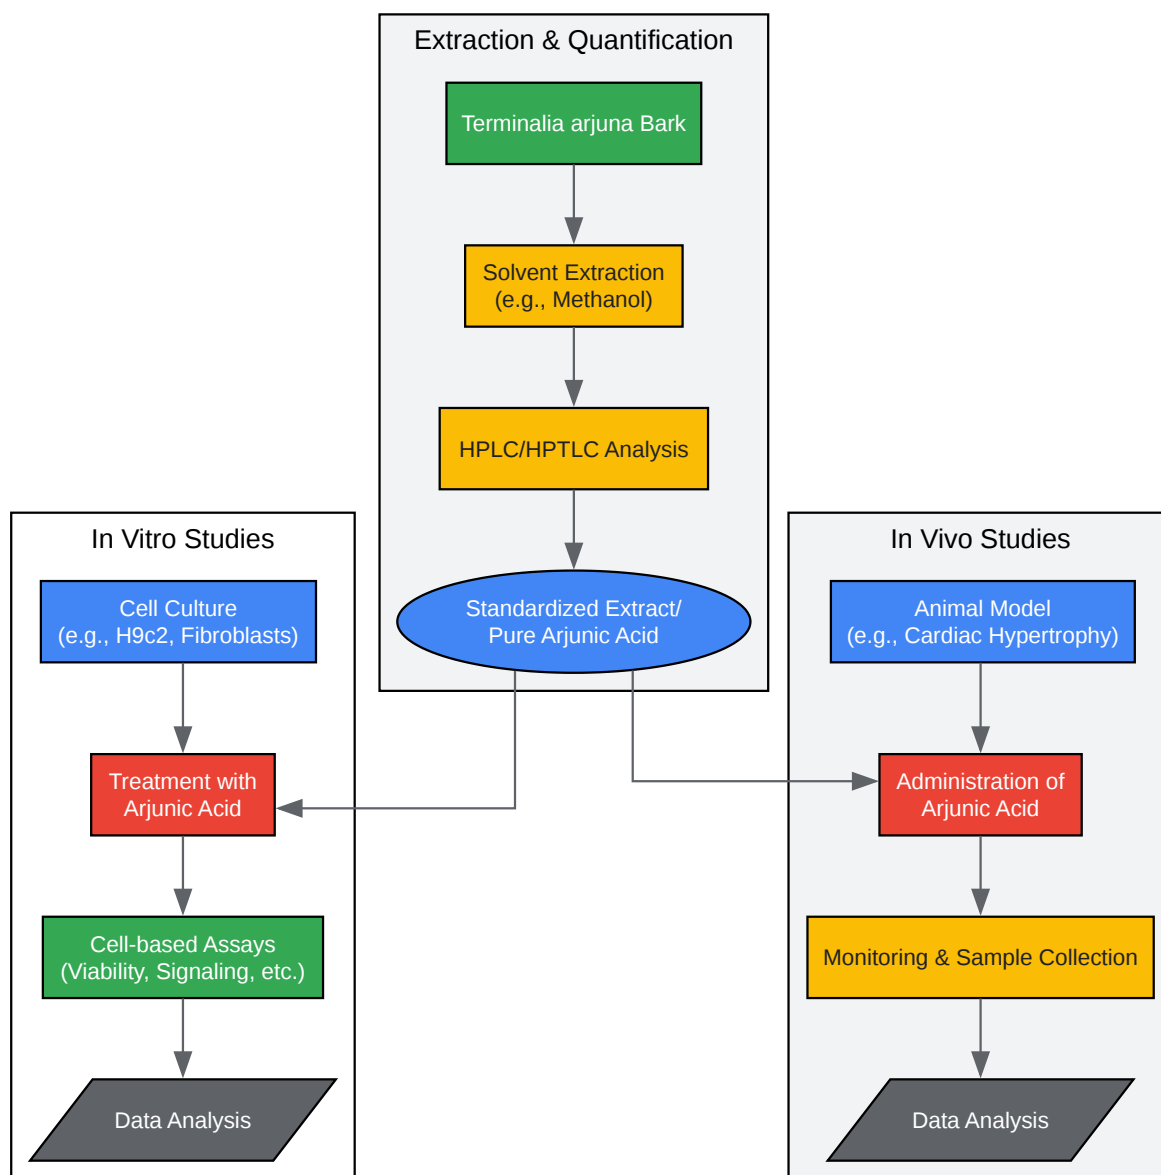 Extraction & Quantification
Terminalia arjuna Bark
Solvent Extraction
(e.g., Methanol)
HPLC/HPTLC Analysis
Standardized Extract/
Pure Arjunic Acid
In Vitro Studies
Cell Culture
(e.g., H9c2, Fibroblasts)
Treatment with
Arjunic Acid
Cell-based Assays
(Viability, Signaling, etc.)
Data Analysis
In Vivo Studies
Animal Model
(e.g., Cardiac Hypertrophy)
Administration of
Arjunic Acid
Monitoring & Sample Collection
Data Analysis